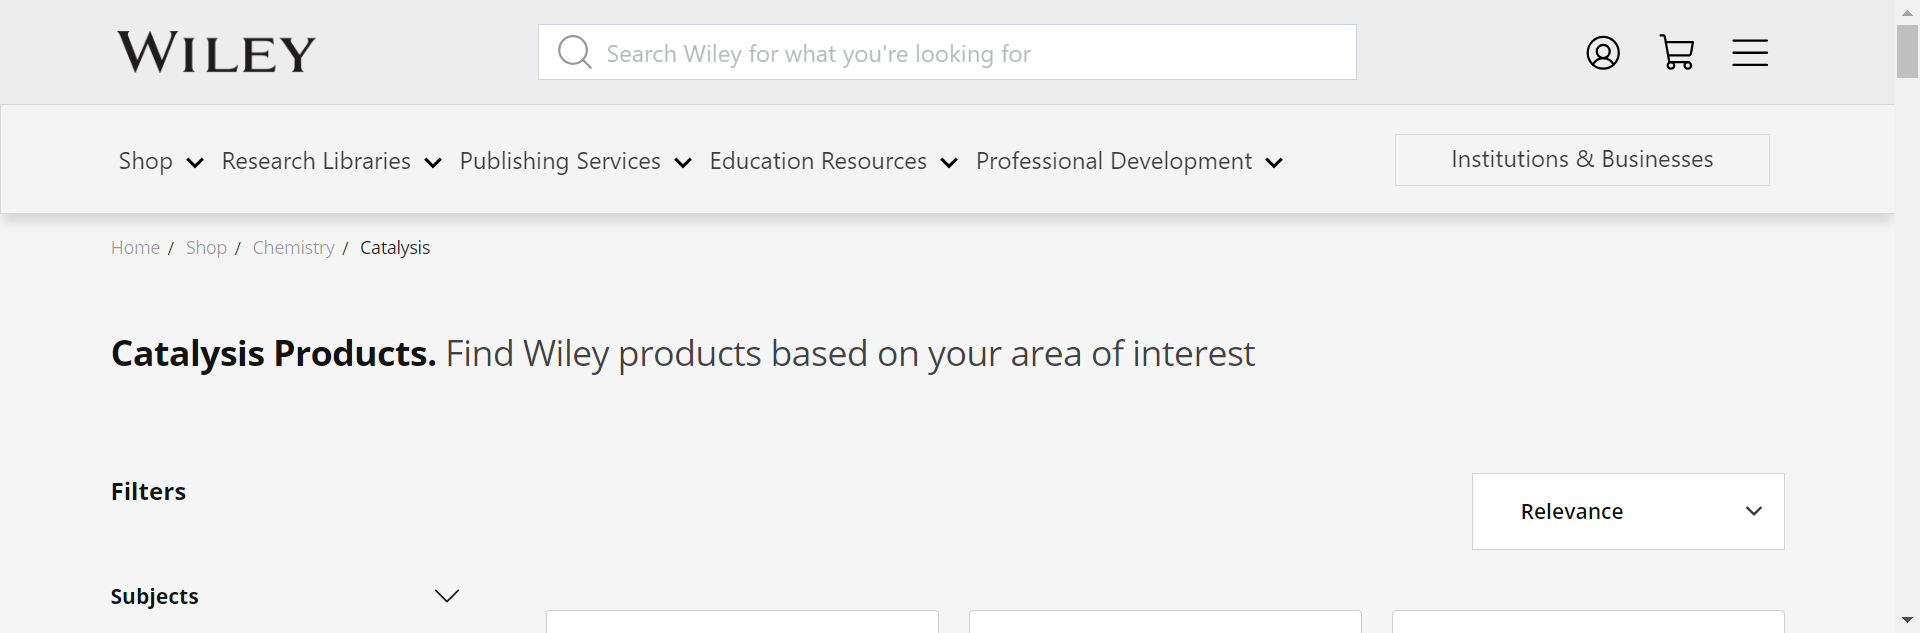 WILEY
Search Wiley for what you're looking for
Shop Research Libraries Publishing Services Education Resources Professional Development Institutions & Businesses
Home / Shop / Chemistry / Catalysis
Catalysis Products. Find Wiley products based on your area of interest
Filters
Relevance
Subjects